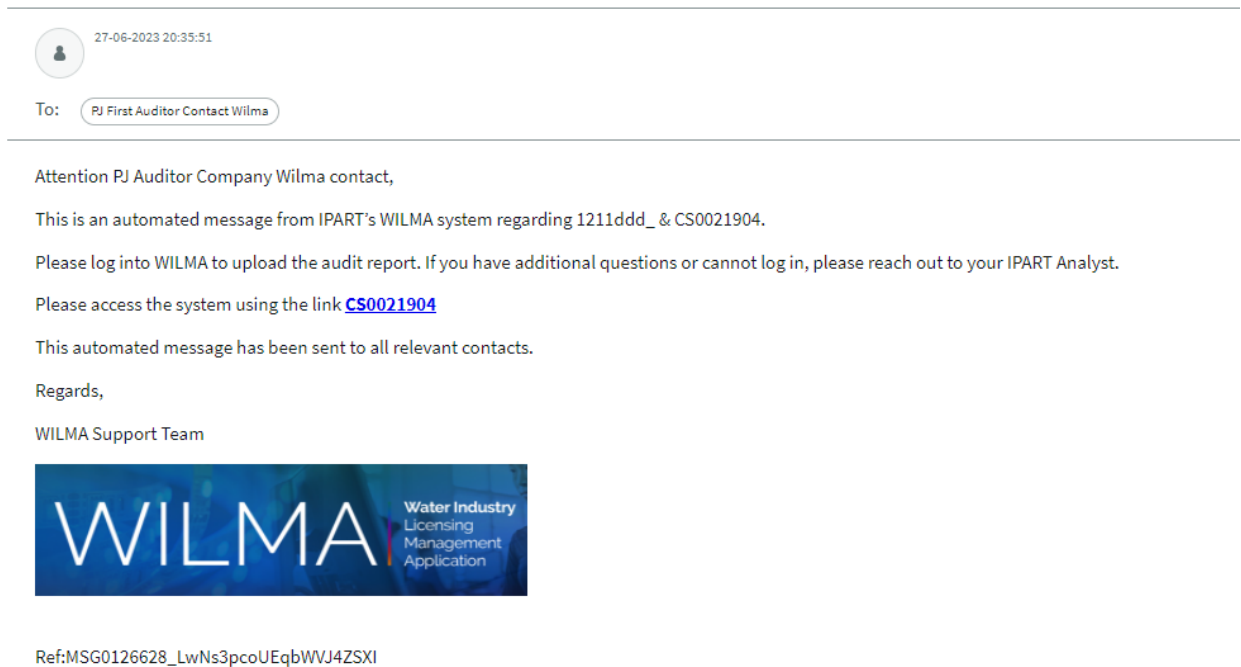 27-06-2023 20:35:51
To: PJ First Auditor Contact Wilma
Attention PJ Auditor Company Wilma contact,
This is an automated message from IPART’s WILMA system regarding 1211ddd_ & CS0021904.
Please log into WILMA to upload the audit report. If you have additional questions or cannot log in, please reach out to your IPART Analyst.
Please access the system using the link CS0021904
This automated message has been sent to all relevant contacts.
Regards,
WILMA Support Team
WILMA
Water Industry
Licensing
Management
Application
Ref:MSG0126628_LwNs3pcoUEqbWVJ4ZSXI